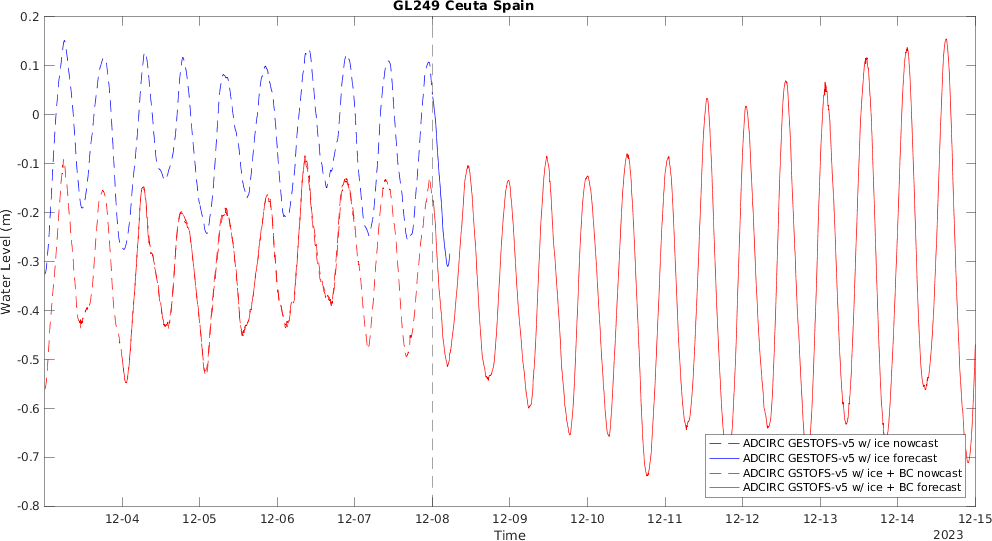 GL249 Ceuta Spain
0.2
0.1
0
-0.1
-0.2
-0.3
-0.4
-0.5
-0.6
-0.7
-0.8
Water Level (m)
ADCIRC GESTOFS-v5 w/ ice nowcast
ADCIRC GESTOFS-v5 w/ ice forecast
ADCIRC GSTOFS-v5 w/ ice + BC nowcast
ADCIRC GSTOFS-v5 w/ ice + BC forecast
12-04 12-05 12-06 12-07 12-08 12-09 12-10 12-11 12-12 12-13 12-14 12-15
Time
2023